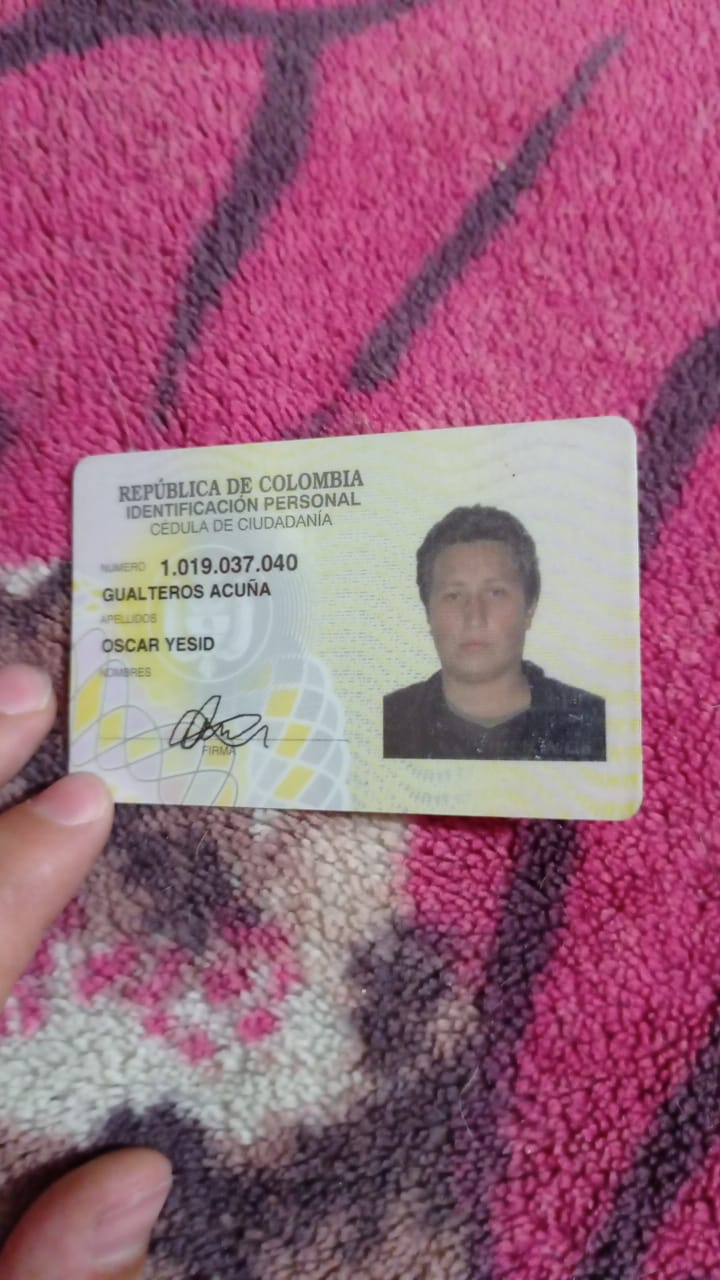 REPÚBLICA DE COLOMBIA
IDENTIFICACIÓN PERSONAL
CEDULA DE CIUDADANÍA
NUMERO 1.019.037.040
GUALTEROS ACUÑA
APELLIDOS
OSCAR YESID
NOMBRES
FIRMA